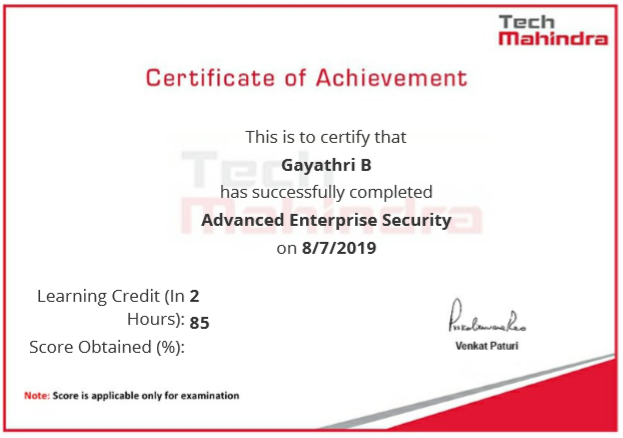 Tech
Mahindra
Certificate of Achievement
This is to certify that
Gayathri B
has successfully completed
Advanced Enterprise Security
on 8/7/2019
Learning Credit (In 2
Hours): 85
Score Obtained (%):
Venkat Paturi
Note: Score is applicable only for examination
Tech
Mahindra